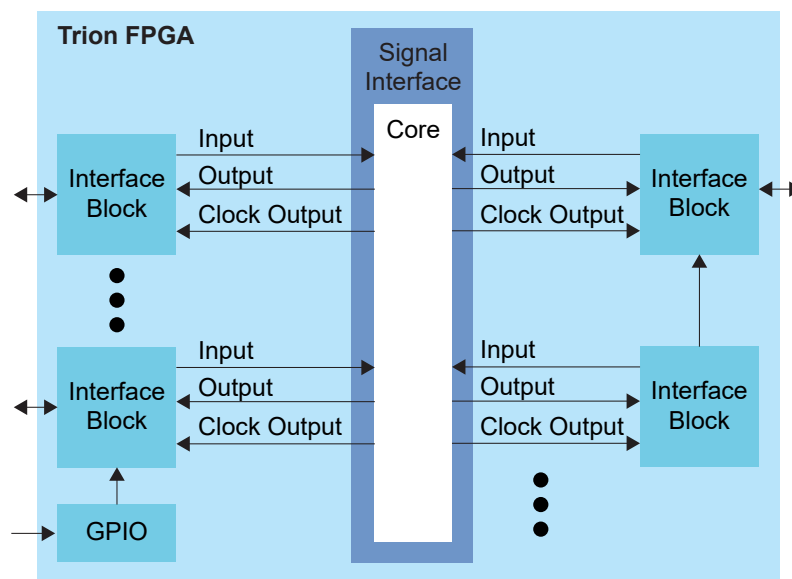 Trion FPGA
Signal
Interface
Core
Interface
Block
Input
Output
Clock Output
Input
Output
Clock Output
Interface
Block
Interface
Block
Input
Output
Clock Output
Input
Output
Clock Output
Interface
Block
GPIO